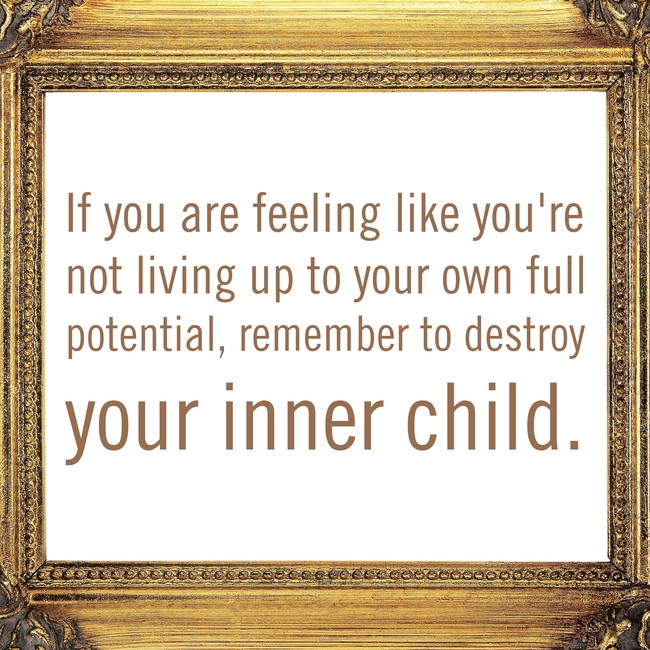 If you are feeling like you're
not living up to your own full
potential, remember to destroy
your inner child.